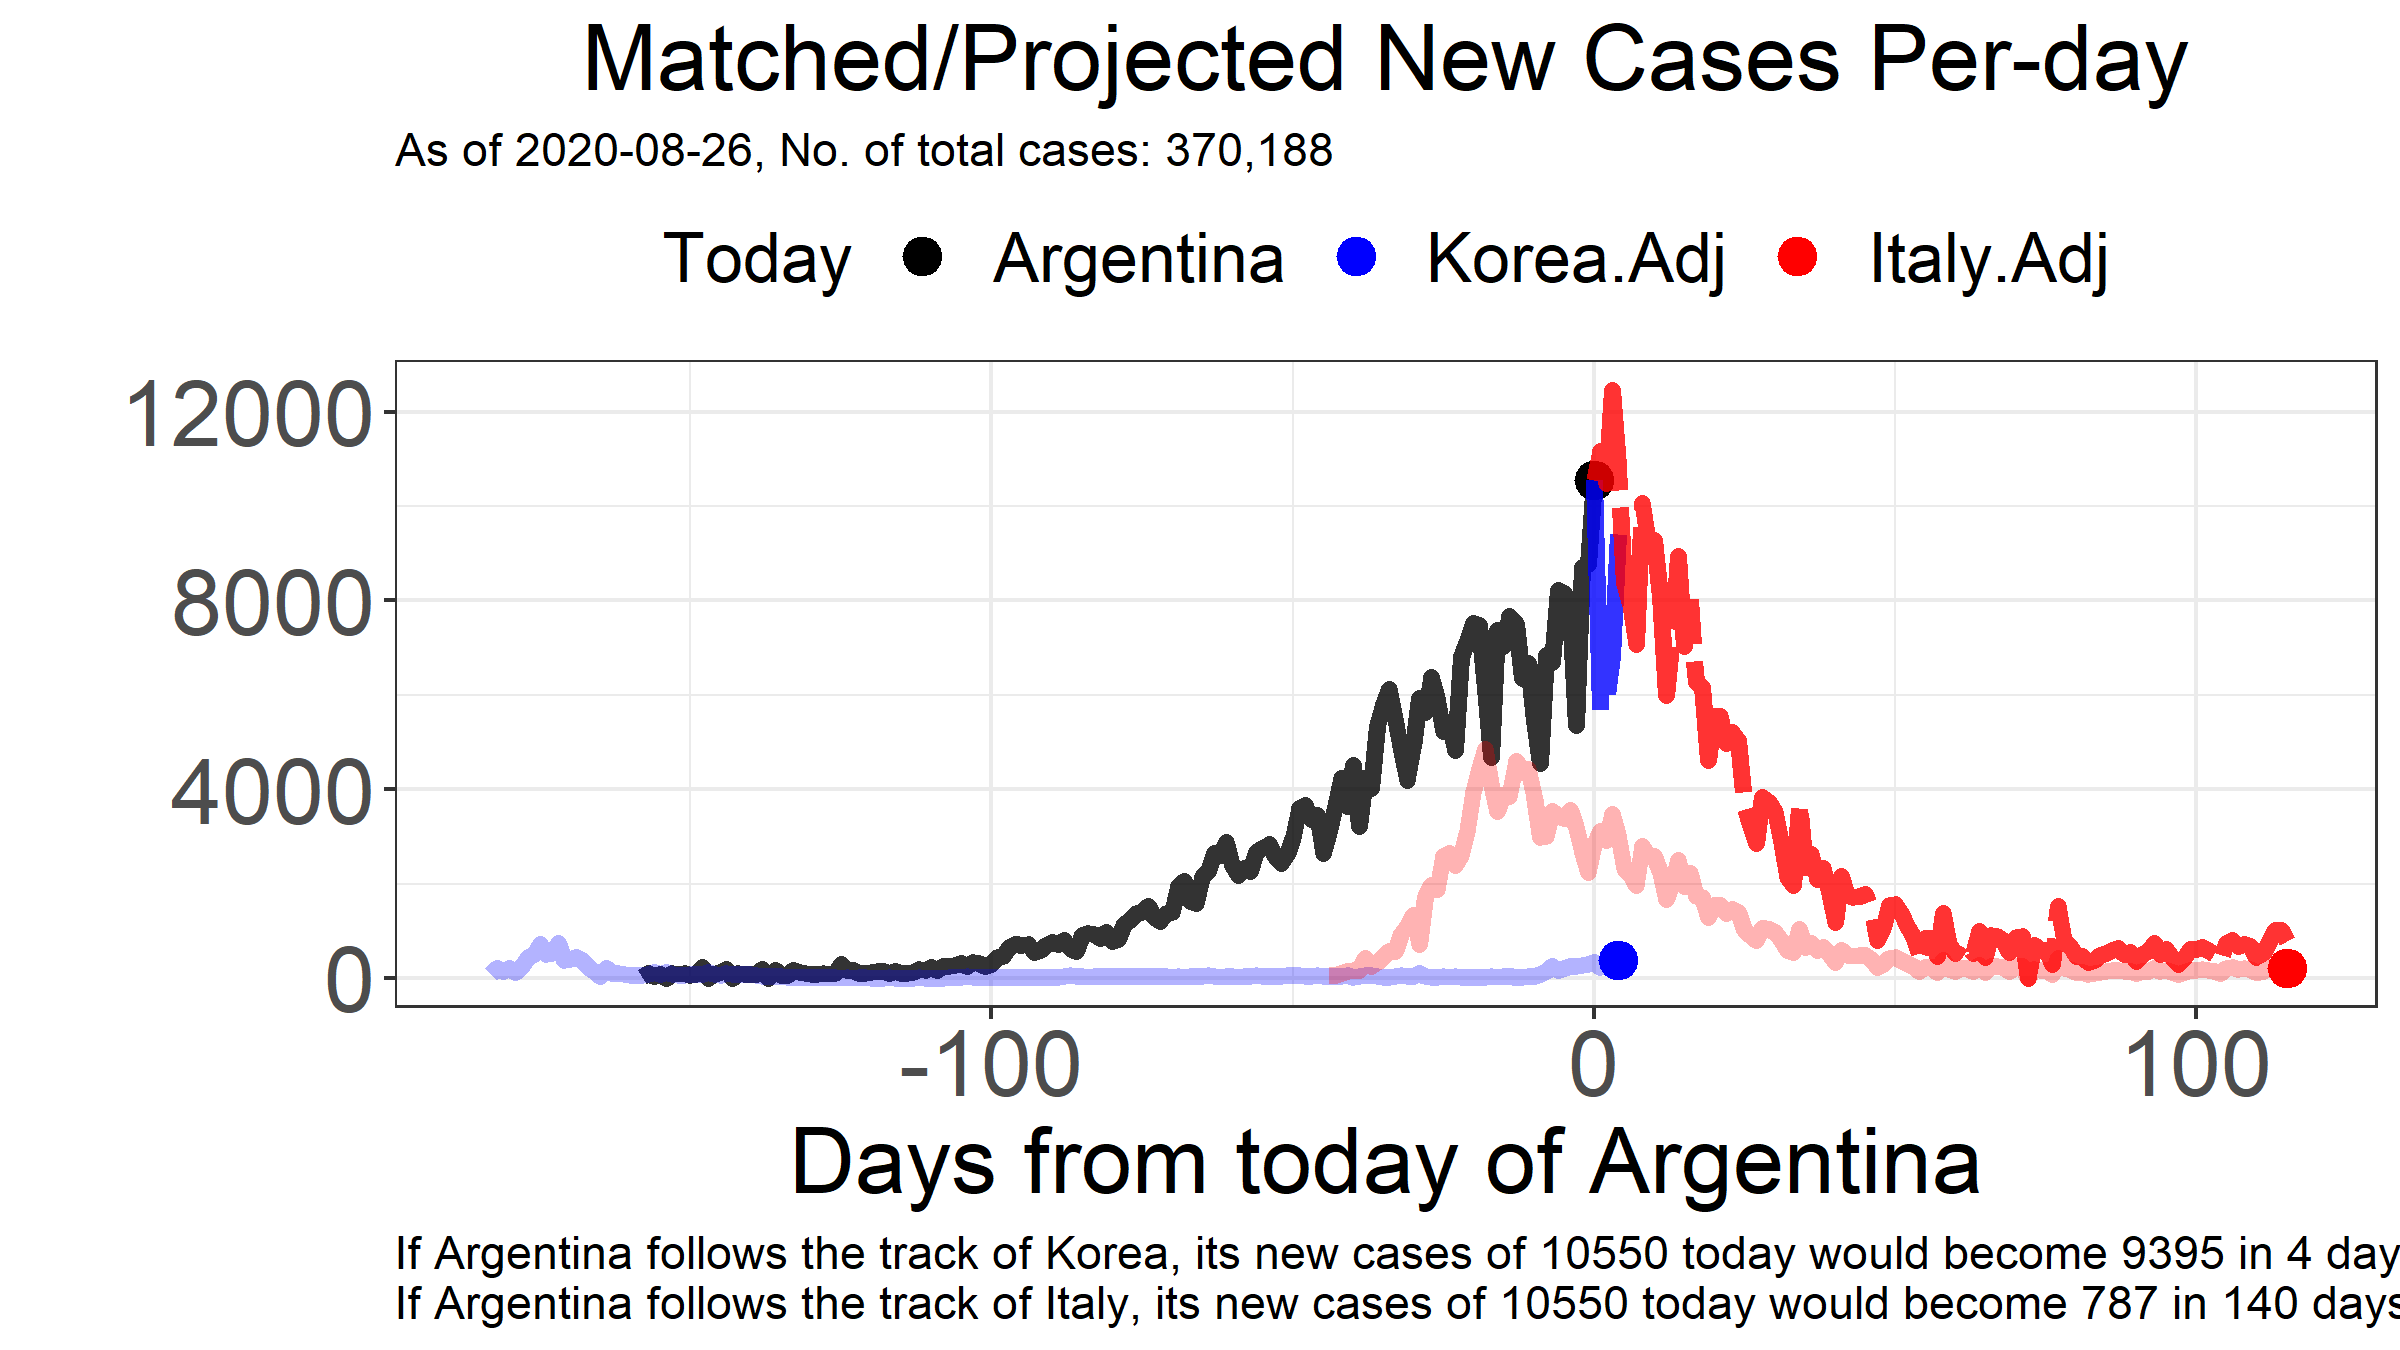 Matched/Projected New Cases Per-day
As of 2020-08-26, No. of total cases: 370,188
Today Argentina Korea.Adj Italy.Adj
12000
8000
4000
0
-100 0 100
Days from today of Argentina
If Argentina follows the track of Korea, its new cases of 10550 today would become 9395 in 4 day
If Argentina follows the track of Italy, its new cases of 10550 today would become 787 in 140 days